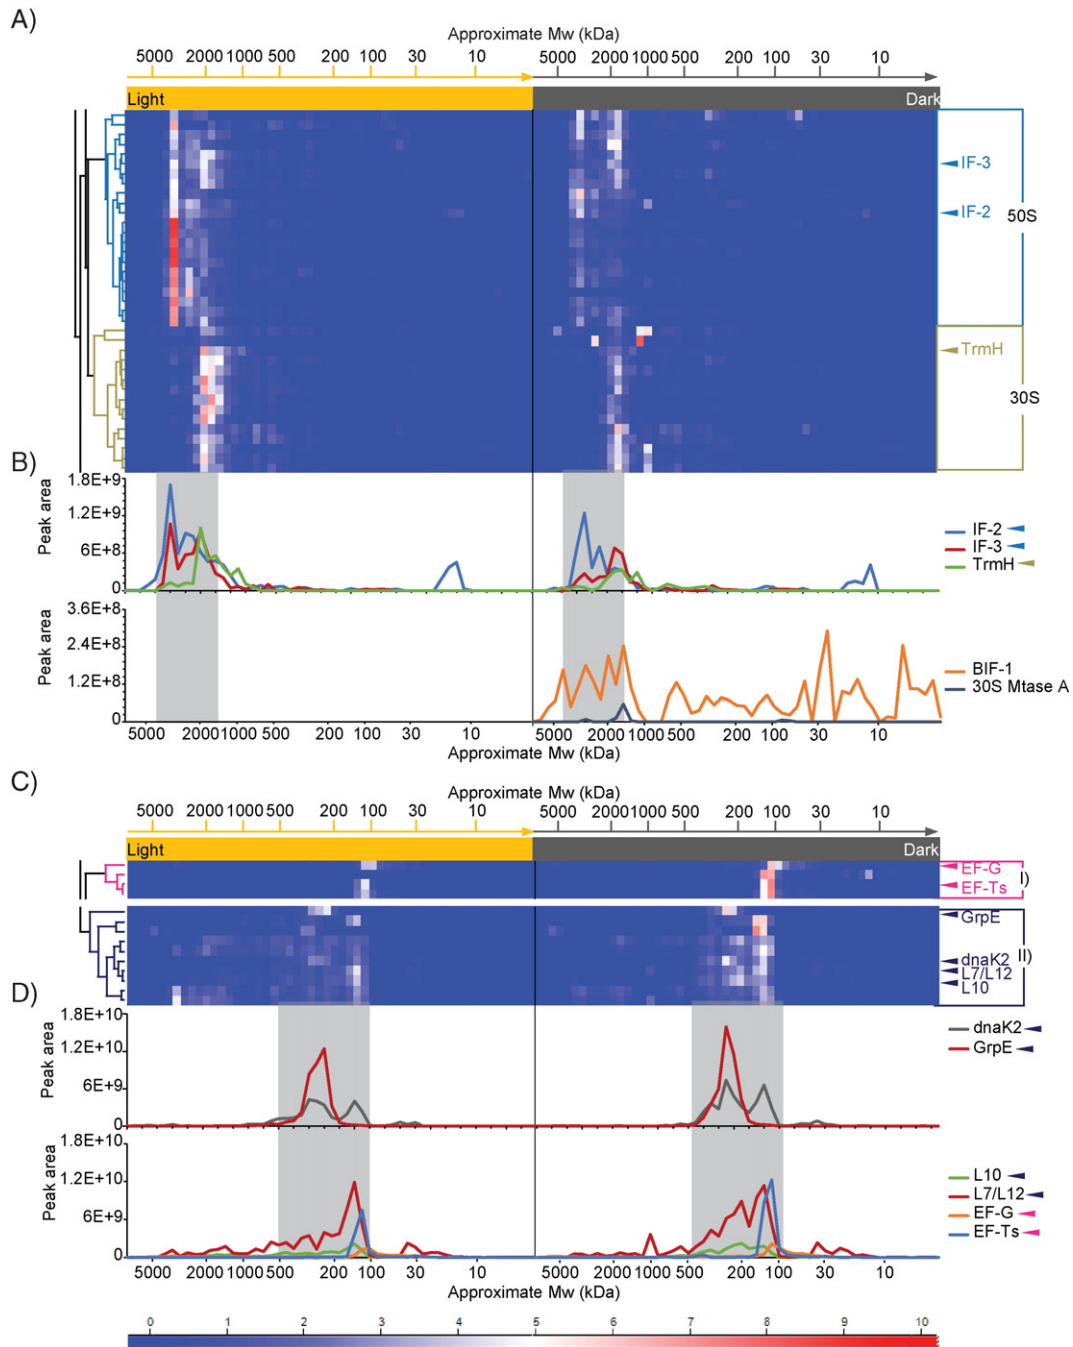 A)
Approximate Mw (kDa)
5000 2000 1000 500 200 100 30 10 5000 2000 1000 500 200 100 30 10
Light Dark
IF-3
IF-2
50S
TrmH
30S
B)
Peak area
1.8E+9
1.2E+9
6E+8
0
IF-2
IF-3
TrmH
Peak area
3.6E+8
2.4E+8
1.2E+8
0
BIF-1
30S Mtase A
5000 2000 1000 500 200 100 30 10 5000 2000 1000 500 200 100 30 10
Approximate Mw (kDa)
C)
Approximate Mw (kDa)
5000 2000 1000 500 200 100 30 10 5000 2000 1000 500 200 100 30 10
Light Dark
EF-G
I)
EF-Ts
GrpE
II)
dnaK2
L7/L12
L10
D)
Peak area
1.8E+10
1.2E+10
6E+9
0
dnaK2
GrpE
Peak area
1.8E+10
1.2E+10
6E+9
0
L10
L7/L12
EF-G
EF-Ts
5000 2000 1000 500 200 100 30 10 5000 2000 1000 500 200 100 30 10
Approximate Mw (kDa)
0 1 2 3 4 5 6 7 8 9 10